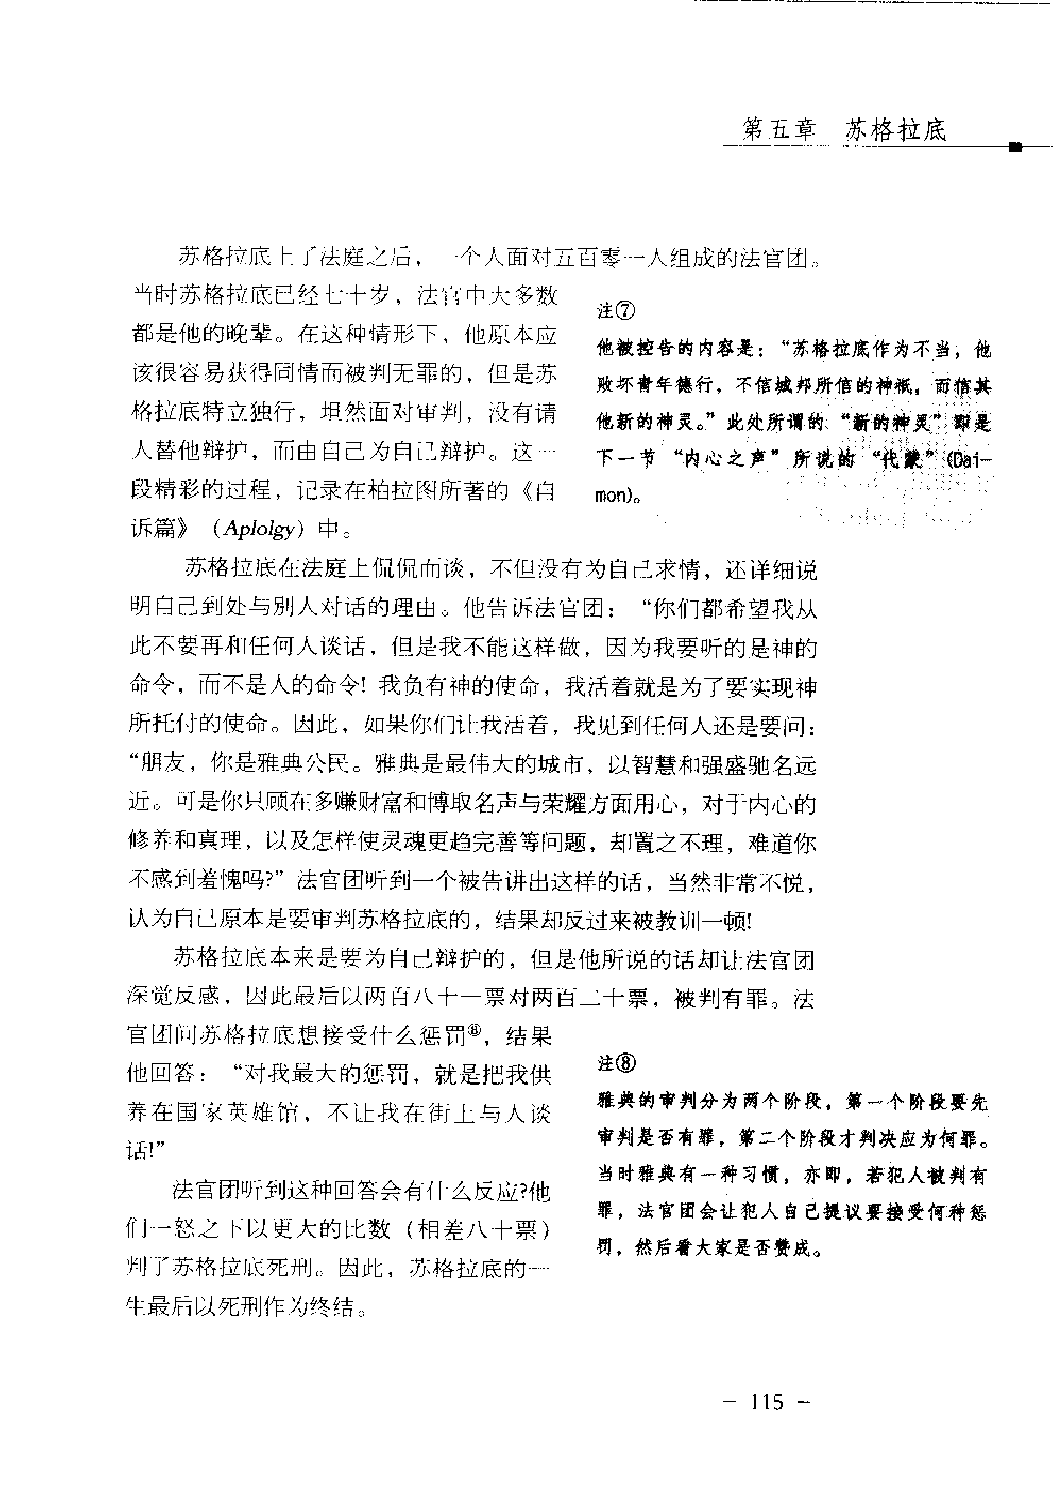 第五章 苏格拉底
苏格拉底上了法庭之后，一个人面对五百零一人组成的法官团。
当时苏格拉底已经七十岁，法官中大多数
都是他的晚辈。在这种情形下，他原本应
该很容易获得同情而被判无罪的，但是苏
格拉底特立独行，坦然面对审判，没有请
人替他辩护，而由自己为自己辩护。这一
段精彩的过程，记录在柏拉图所著的《自
诉篇》（Aplolgy）中。
注⑦
他被控告的内容是：“苏格拉底作为不当，他
败坏青年德行，不信城邦所信的神祇，而信其
他新的神灵。”此处所谓的“新的神灵”即是
下一节“内心之声”所说的“代蒙”(Dai-
mon)。
苏格拉底在法庭上侃侃而谈，不但没有为自己求情，还详细说
明自己到处与别人对话的理由。他告诉法官团：“你们都希望我从
此不要再和任何人谈话，但是我不能这样做，因为我要听的是神的
命令，而不是人的命令! 我负有神的使命，我活着就是为了要实现神
所托付的使命。因此，如果你们让我活着，我见到任何人还是要问：
“朋友，你是雅典公民。雅典是最伟大的城市，以智慧和强盛驰名远
近。可是你只顾在多赚财富和博取名声与荣耀方面用心，对于内心的
修养和真理，以及怎样使灵魂更趋完善等问题，却置之不理，难道你
不感到羞愧吗?”法官团听到一个被告讲出这样的话，当然非常不悦，
认为自己原本是要审判苏格拉底的，结果却反过来被教训一顿!
苏格拉底本来是要为自己辩护的，但是他所说的话却让法官团
深觉反感，因此最后以两百八十一票对两百二十票，被判有罪。法
官团问苏格拉底想接受什么惩罚⑧，结果
他回答：“对我最大的惩罚，就是把我供
养在国家英雄馆，不让我在街上与人谈
话!”
法官团听到这种回答会有什么反应?他
们一怒之下以更大的比数（相差八十票）
判了苏格拉底死刑。因此，苏格拉底的一
生最后以死刑作为终结。
注⑧
雅典的审判分为两个阶段，第一个阶段要先
审判是否有罪，第二个阶段才判决应为何罪。
当时雅典有一种习惯，亦即，若犯人被判有
罪，法官团会让犯人自己提议要接受何种惩
罚，然后看大家是否赞成。
– 115 –